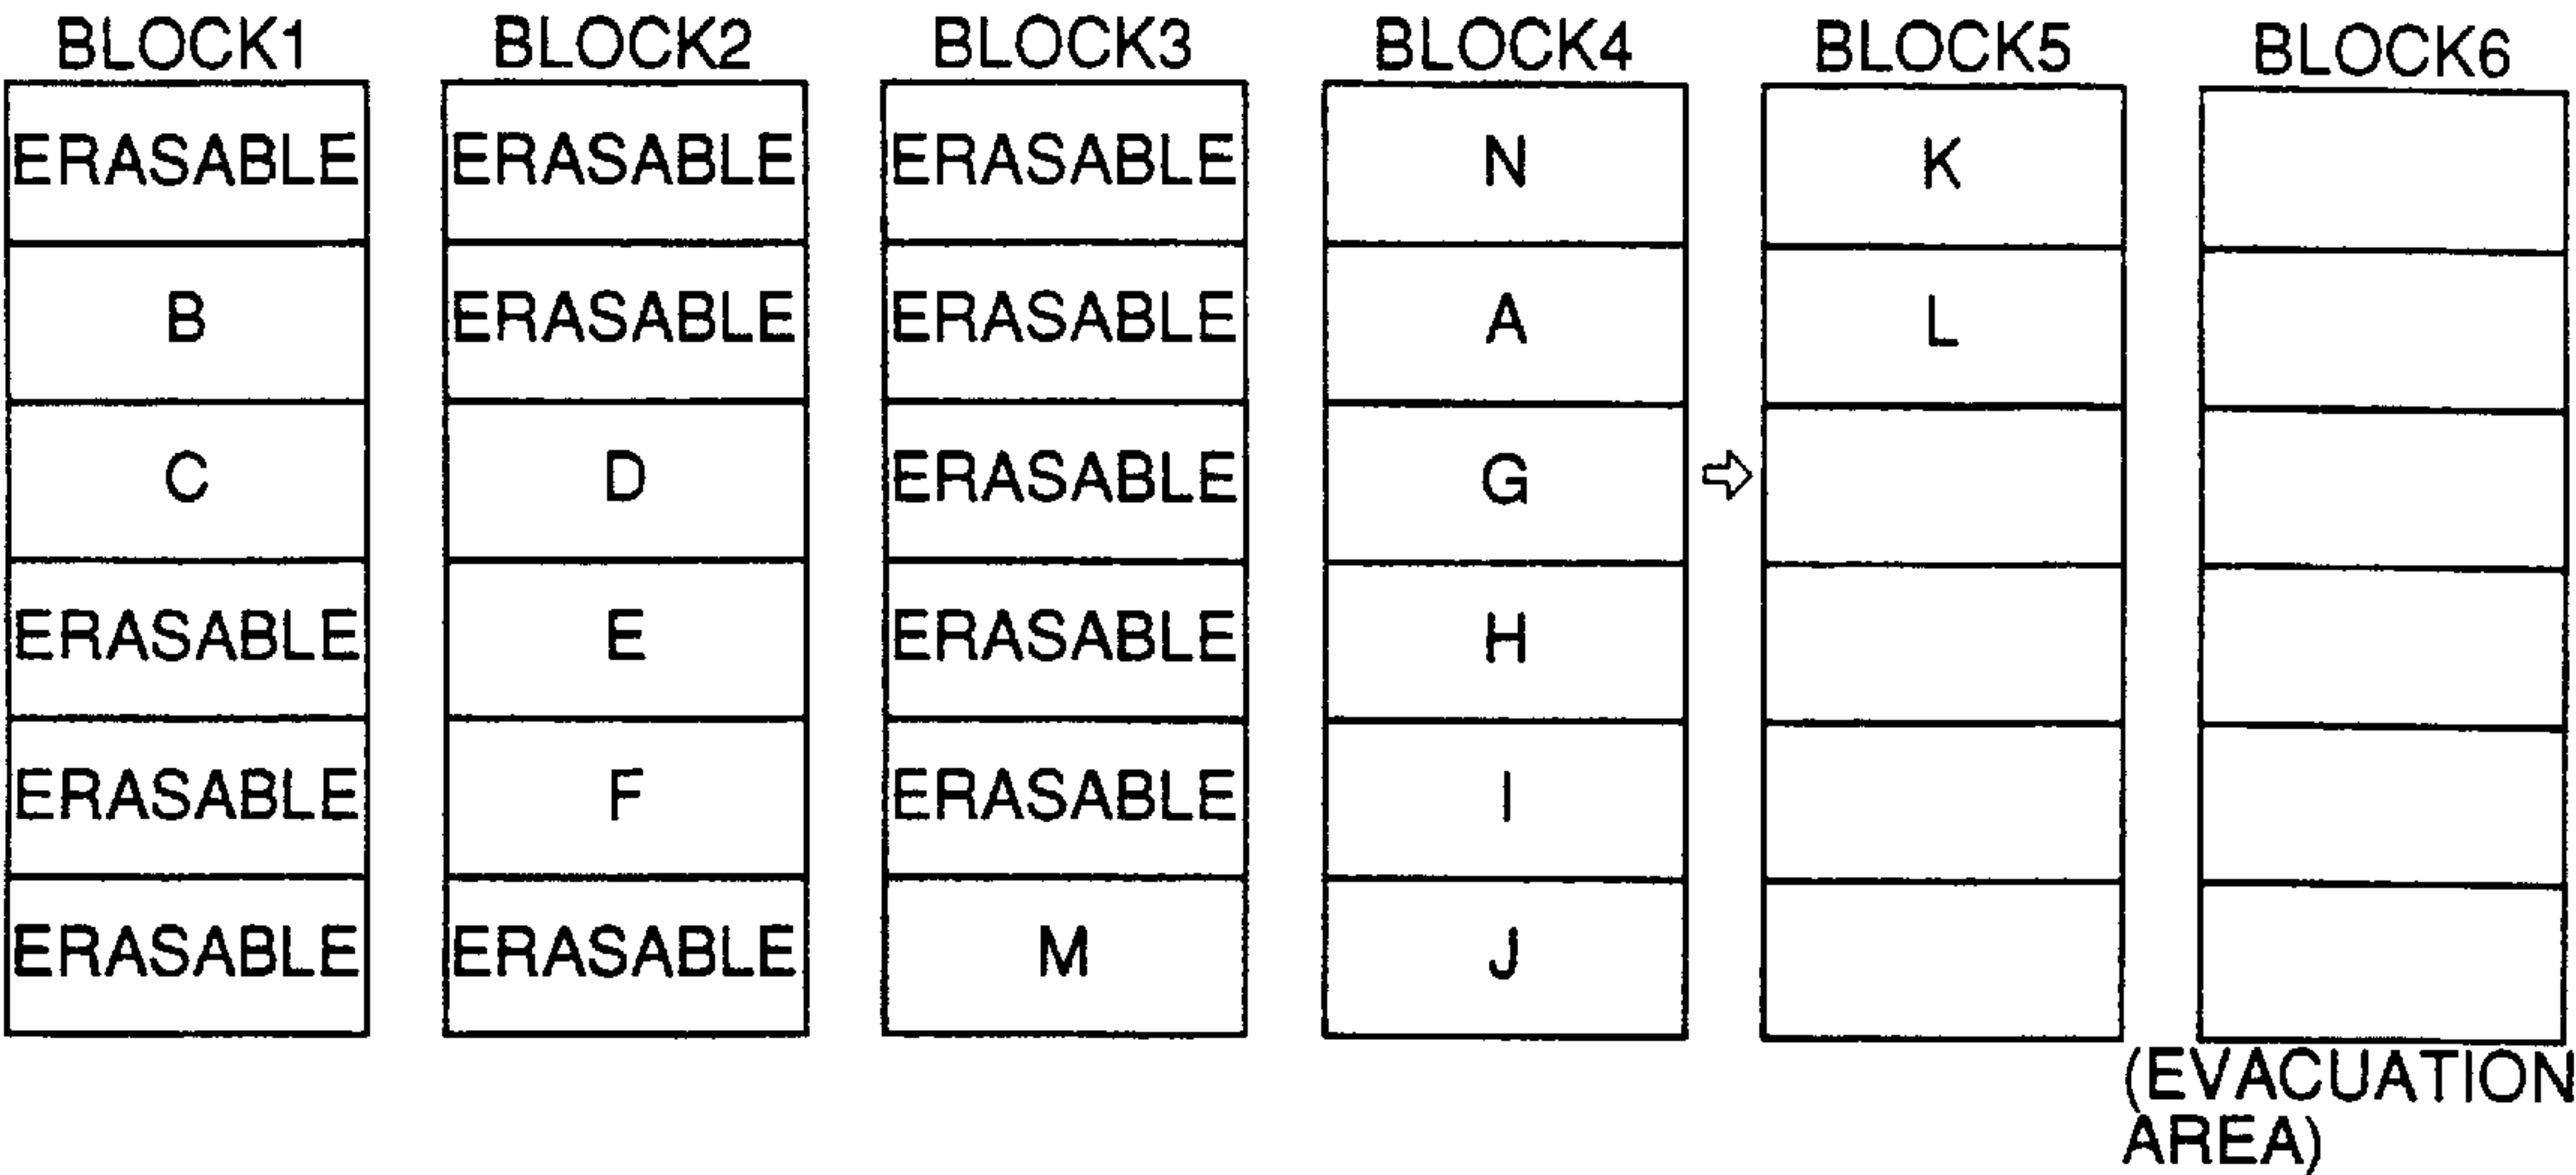 BLOCK1 BLOCK2 BLOCK3 BLOCK4 BLOCK5 BLOCK6
ERASABLE ERASABLE ERASABLE N K
B ERASABLE ERASABLE A L
C D ERASABLE G
ERASABLE E ERASABLE H
ERASABLE F ERASABLE I
ERASABLE ERASABLE M J
(EVACUATION
AREA)